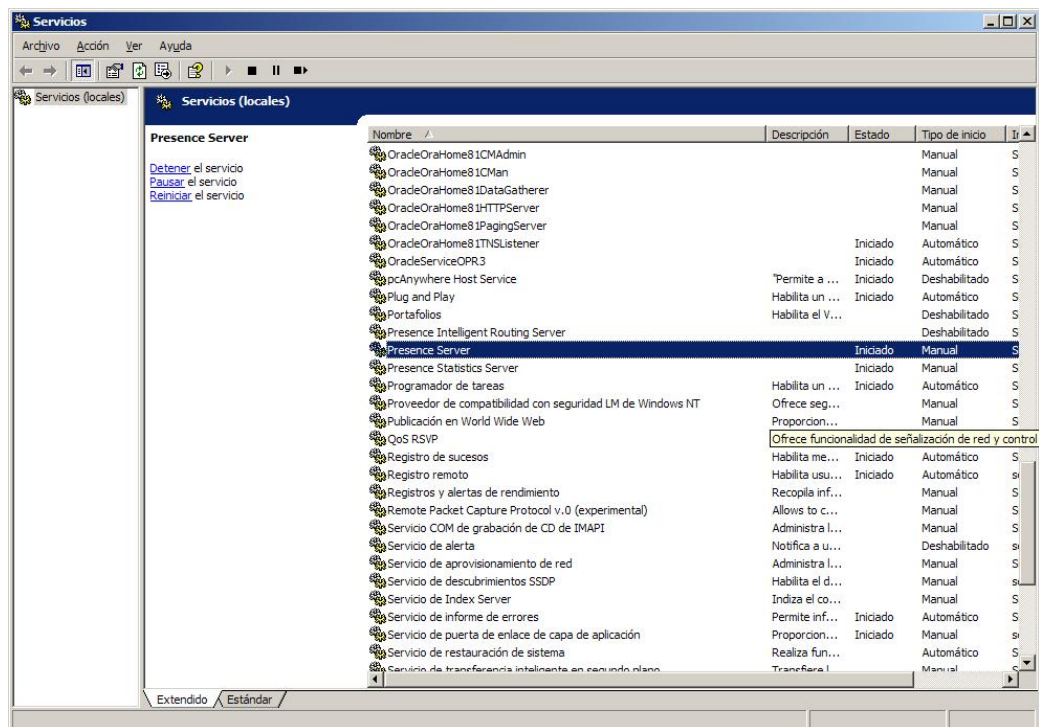 Servicios
Archivo Acción Ver Ayuda
Servicios (locales)
Servicios (locales)
Presence Server
Detener el servicio
Pausar el servicio
Reiniciar el servicio
Nombre Descripción Estado Tipo de inicio
OracleOraHome81CMAdmin Manual S
OracleOraHome81CMan Manual S
OracleOraHome81DataGatherer Manual S
OracleOraHome81HTTPServer Manual S
OracleOraHome81PagingServer Manual S
OracleOraHome81TNSListener Iniciado Automático S
OracleServiceOPR3 Iniciado Automático S
pcAnywhere Host Service "Permite a ... Iniciado Deshabilitado S
Plug and Play Habilita un ... Iniciado Automático S
Portafolios Habilita el V... Deshabilitado S
Presence Intelligent Routing Server Deshabilitado S
Presence Server Iniciado Manual S
Presence Statistics Server Iniciado Manual S
Programador de tareas Habilita un ... Iniciado Automático S
Proveedor de compatibilidad con seguridad LM de Windows NT Ofrece seg... Manual S
Publicación en World Wide Web Proporcion... Manual S
QoS RSVP Ofrece funcionalidad de señalización de red y control
Registro de sucesos Habilita me... Iniciado Automático S
Registro remoto Habilita usu... Iniciado Automático
Registros y alertas de rendimiento Recopila inf... Manual S
Remote Packet Capture Protocol v.0 (experimental) Allows to c... Manual S
Servicio COM de grabación de CD de IMAPI Administra l... Manual S
Servicio de alerta Notifica a u... Deshabilitado
Servicio de aprovisionamiento de red Administra l... Manual S
Servicio de descubrimientos SSDP Habilita el d... Manual
Servicio de Index Server Indiza el co... Manual S
Servicio de informe de errores Permite inf... Iniciado Automático S
Servicio de puerta de enlace de capa de aplicación Proporcion... Iniciado Manual
Servicio de restauración de sistema Realiza fun... Automático S
Servicio de transferencia inteligente en segundo plano Transfiere l... Manual
Extendido Estándar